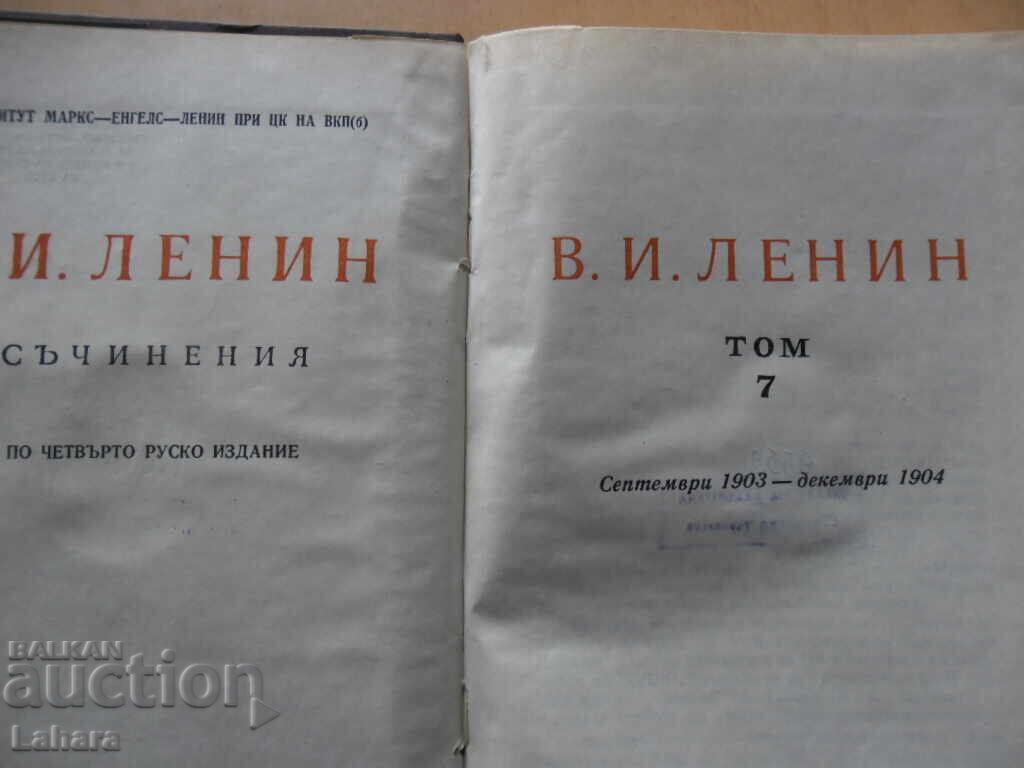 МАРКС—ЕНГЕЛС—ЛЕНИН ПРИ ЦК НА ВКП(б)
И. ЛЕНИН
СЪЧИНЕНИЯ
ПО ЧЕТВЪРТО РУСКО ИЗДАНИЕ
В. И. ЛЕНИН
ТОМ
7
Септември 1903 — декември 1904
BALKAN
auction
Lahara